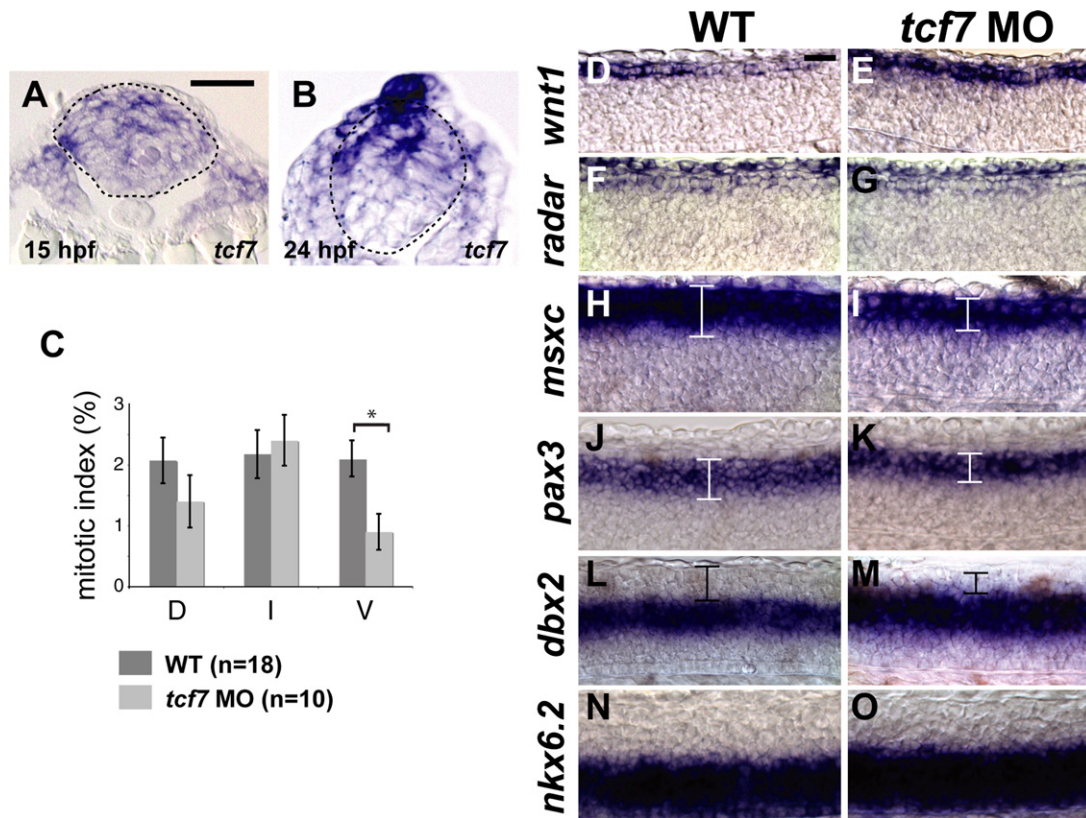 WT
tcf7 MO
A
15 hpf
tcf7
B
24 hpf
tcf7
C
mitotic index (%)
3
2
1
0
*
D
I
V
WT (n=18)
tcf7 MO (n=10)
wnt1
D
E
radar
F
G
msxc
H
I
pax3
J
K
dbx2
L
M
nkx6.2
N
O